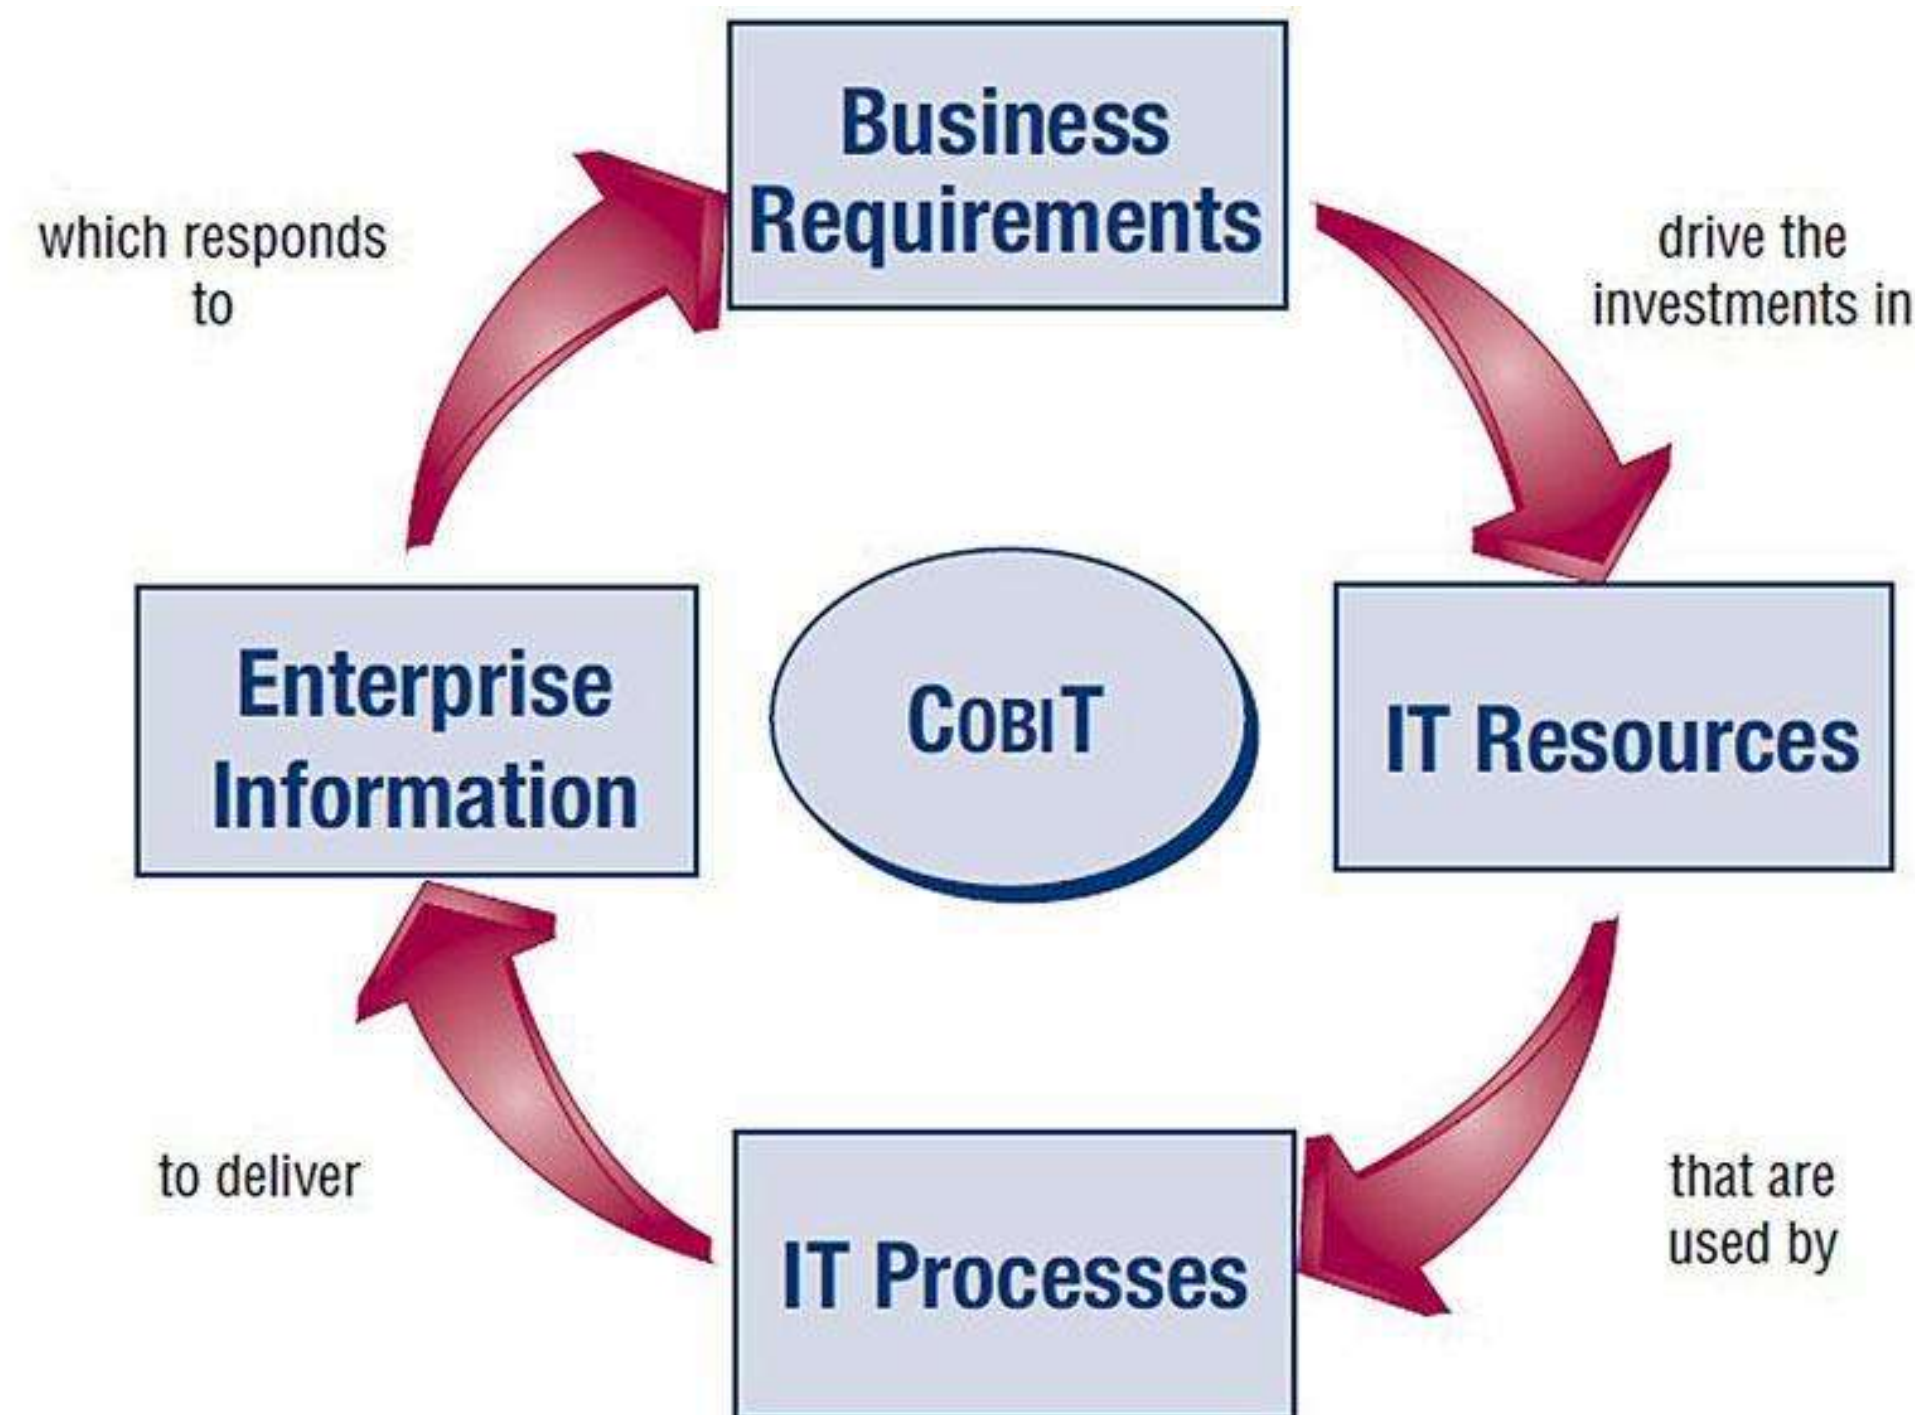 Business
Requirements
which responds
to
drive the
investments in
Enterprise
Information
COBIT
IT Resources
to deliver
that are
used by
IT Processes